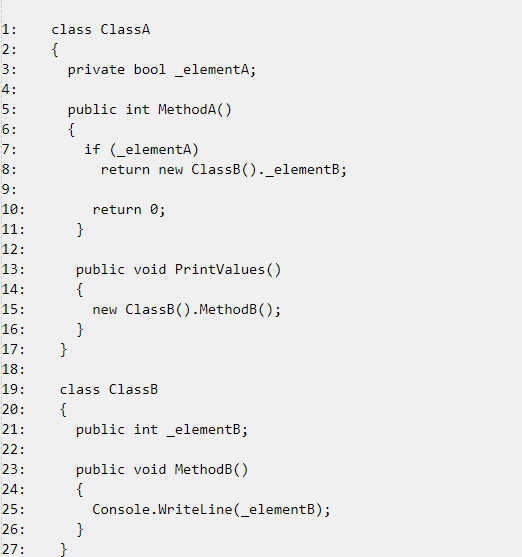 1:    class ClassA
2:    {
3:      private bool _elementA;
4:
5:      public int MethodA()
6:      {
7:        if (_elementA)
8:          return new ClassB()._elementB;
9:
10:        return 0;
11:      }
12:
13:      public void PrintValues()
14:      {
15:        new ClassB().MethodB();
16:      }
17:    }
18:
19:    class ClassB
20:    {
21:      public int _elementB;
22:
23:      public void MethodB()
24:      {
25:        Console.WriteLine(_elementB);
26:      }
27:    }